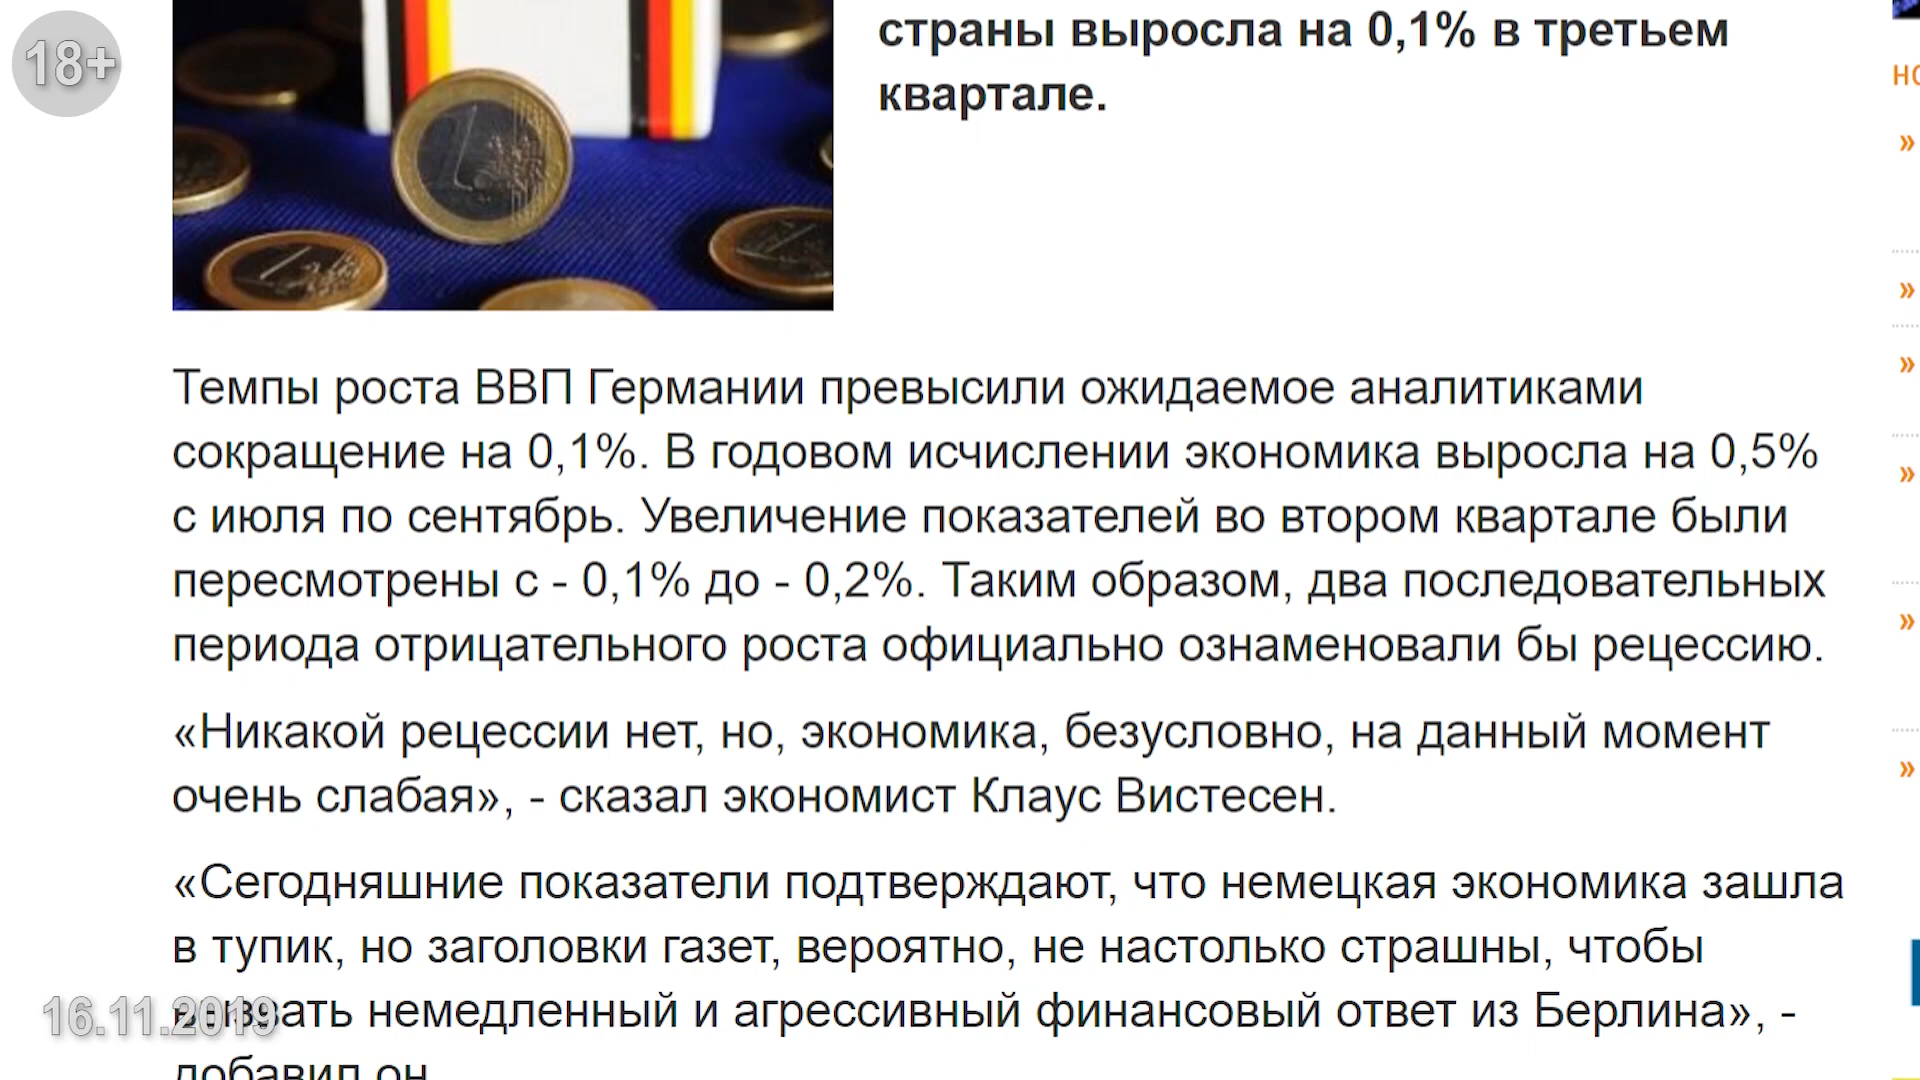 18+
страны выросла на 0,1% в третьем
квартале.
Темпы роста ВВП Германии превысили ожидаемое аналитиками
сокращение на 0,1%. В годовом исчислении экономика выросла на 0,5%
с июля по сентябрь. Увеличение показателей во втором квартале были
пересмотрены с - 0,1% до - 0,2%. Таким образом, два последовательных
периода отрицательного роста официально ознаменовали бы рецессию.
«Никакой рецессии нет, но, экономика, безусловно, на данный момент
очень слабая», - сказал экономист Клаус Вистесен.
«Сегодняшние показатели подтверждают, что немецкая экономика зашла
в тупик, но заголовки газет, вероятно, не настолько страшны, чтобы
вызвать немедленный и агрессивный финансовый ответ из Берлина», -
добавил он
16.11.2019
»
»
»
»
»
»